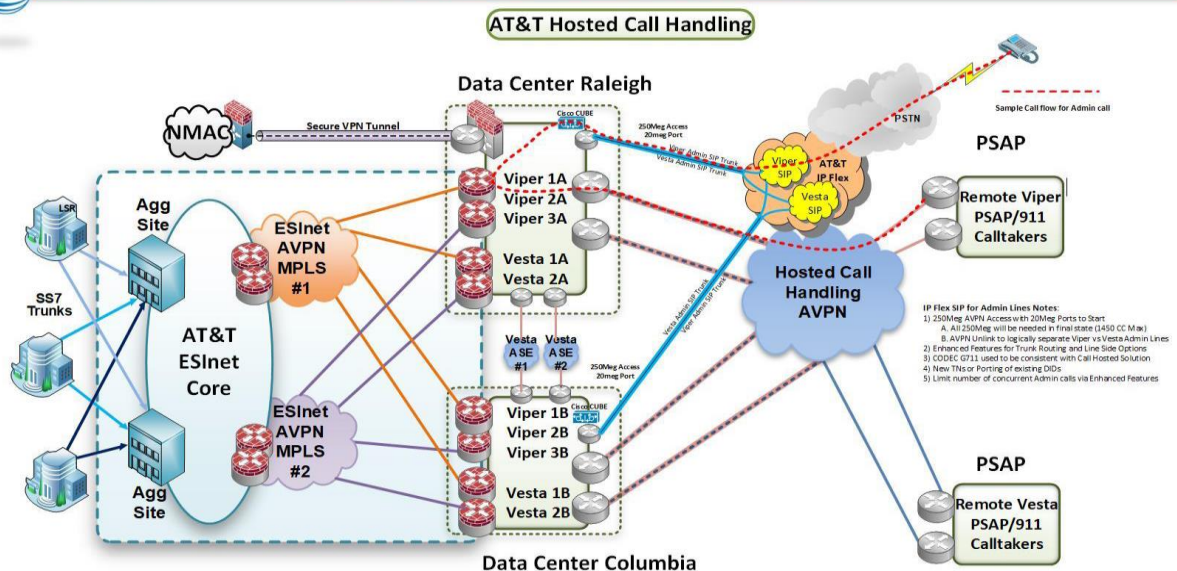 AT&T Hosted Call Handling
Data Center Raleigh
NMAC
Secure VPN Tunnel
Cisco CUBE
250Meg Access
20meg Port
Viper Admin SIP Trunk
Vesta Admin SIP Trunk
PSTN
Sample Call flow for Admin call
Viper
SIP
AT&T
IP Flex
Vesta
SIP
PSAP
Remote Viper
PSAP/911
Calltakers
LSR
Agg
Site
SS7
Trunks
AT&T
ESInet
Core
Agg
Site
ESInet
AVPN
MPLS
#1
ESInet
AVPN
MPLS
#2
Viper 1A
Viper 2A
Viper 3A
Vesta 1A
Vesta 2A
Vesta
ASE
#1
Vesta
ASE
#2
250Meg Access
20meg Port
Vesta Admin SIP Trunk
Viper Admin SIP Trunk
Hosted Call
Handling
AVPN
IP Flex SIP for Admin Lines Notes:
1) 250Meg AVPN Access with 20Meg Ports to Start
A. All 250Meg will be needed in final state (1450 CC Max)
B. AVPN Unlink to logically separate Viper vs Vesta Admin Lines
2) Enhanced Features for Trunk Routing and Line Side Options
3) CODEC G711 used to be consistent with Call Hosted Solution
4) New TNs or Porting of existing DIDs
5) Limit number of concurrent Admin calls via Enhanced Features
Viper 1B
Viper 2B
Viper 3B
Vesta 1B
Vesta 2B
Cisco CUBE
Data Center Columbia
PSAP
Remote Vesta
PSAP/911
Calltakers